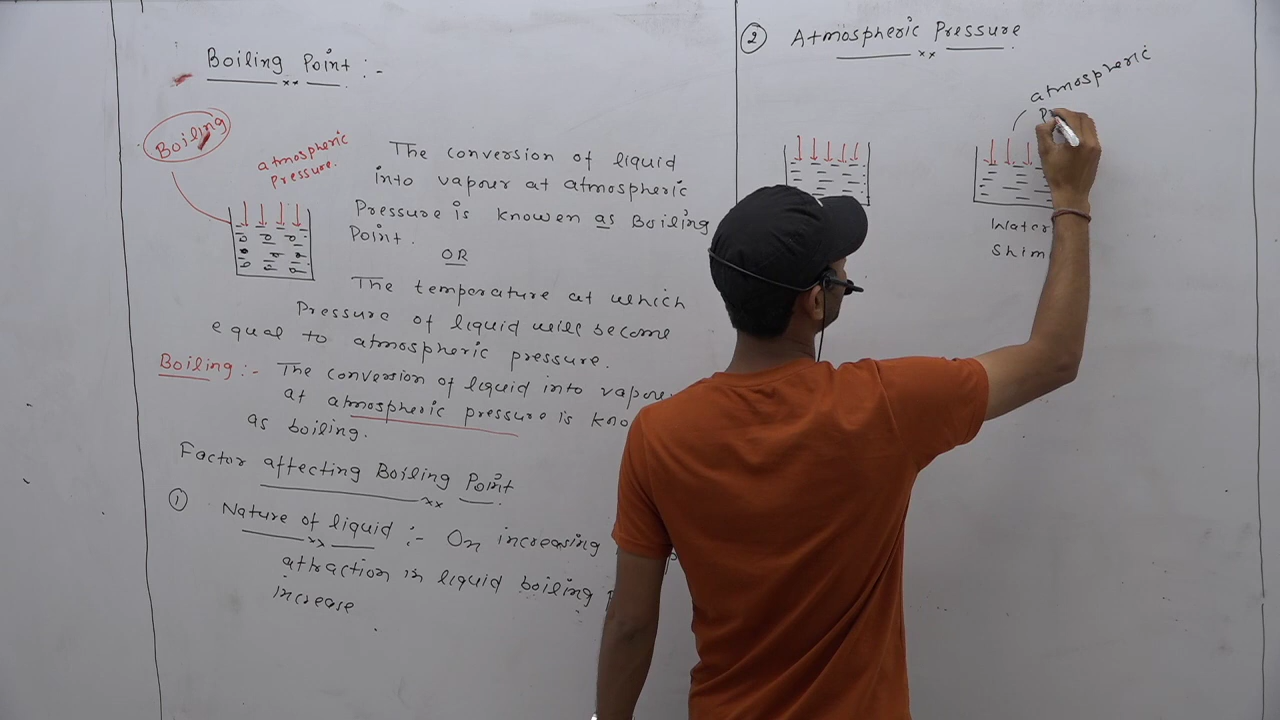 Boiling Point :-
Boiling
atmospheric
Pressure.
The conversion of liquid
into vapour at atmospheric
Pressure is knowen as Boiling
Point.
OR
The temperature at which
Pressure of liquid will become
equal to atmospheric pressure.
Boiling :- The conversion of liquid into
at atmospheric pressure is
as boiling.
Factor affecting Boiling Point
① Nature of liquid :- On increasing
attraction in liquid boiling
increase
② Atmospheric Pressure
atmospheric
Water